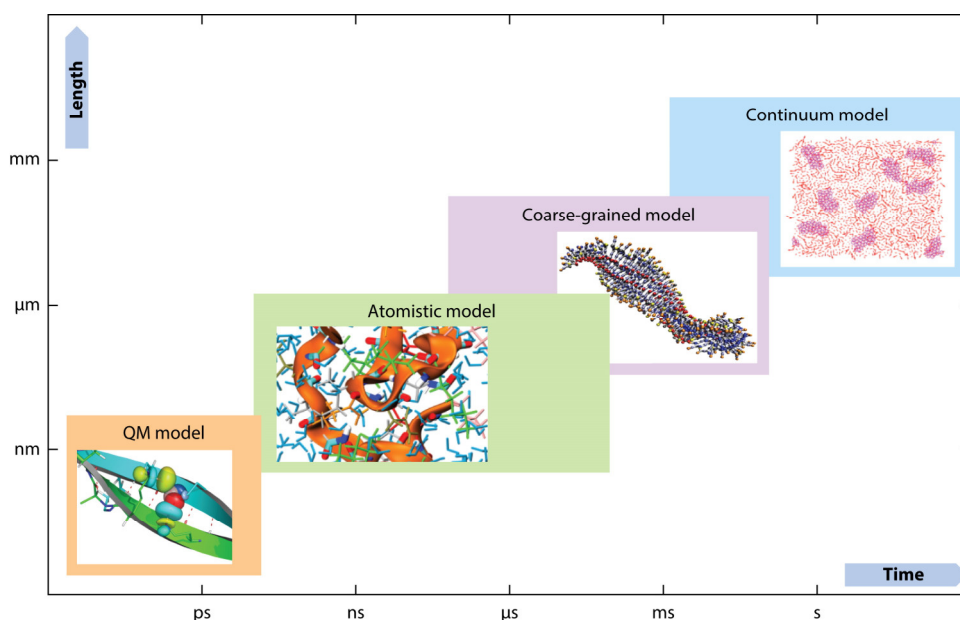 Length
Continuum model
mm
Coarse-grained model
μm
Atomistic model
QM model
nm
Time
ps
ns
μs
ms
s